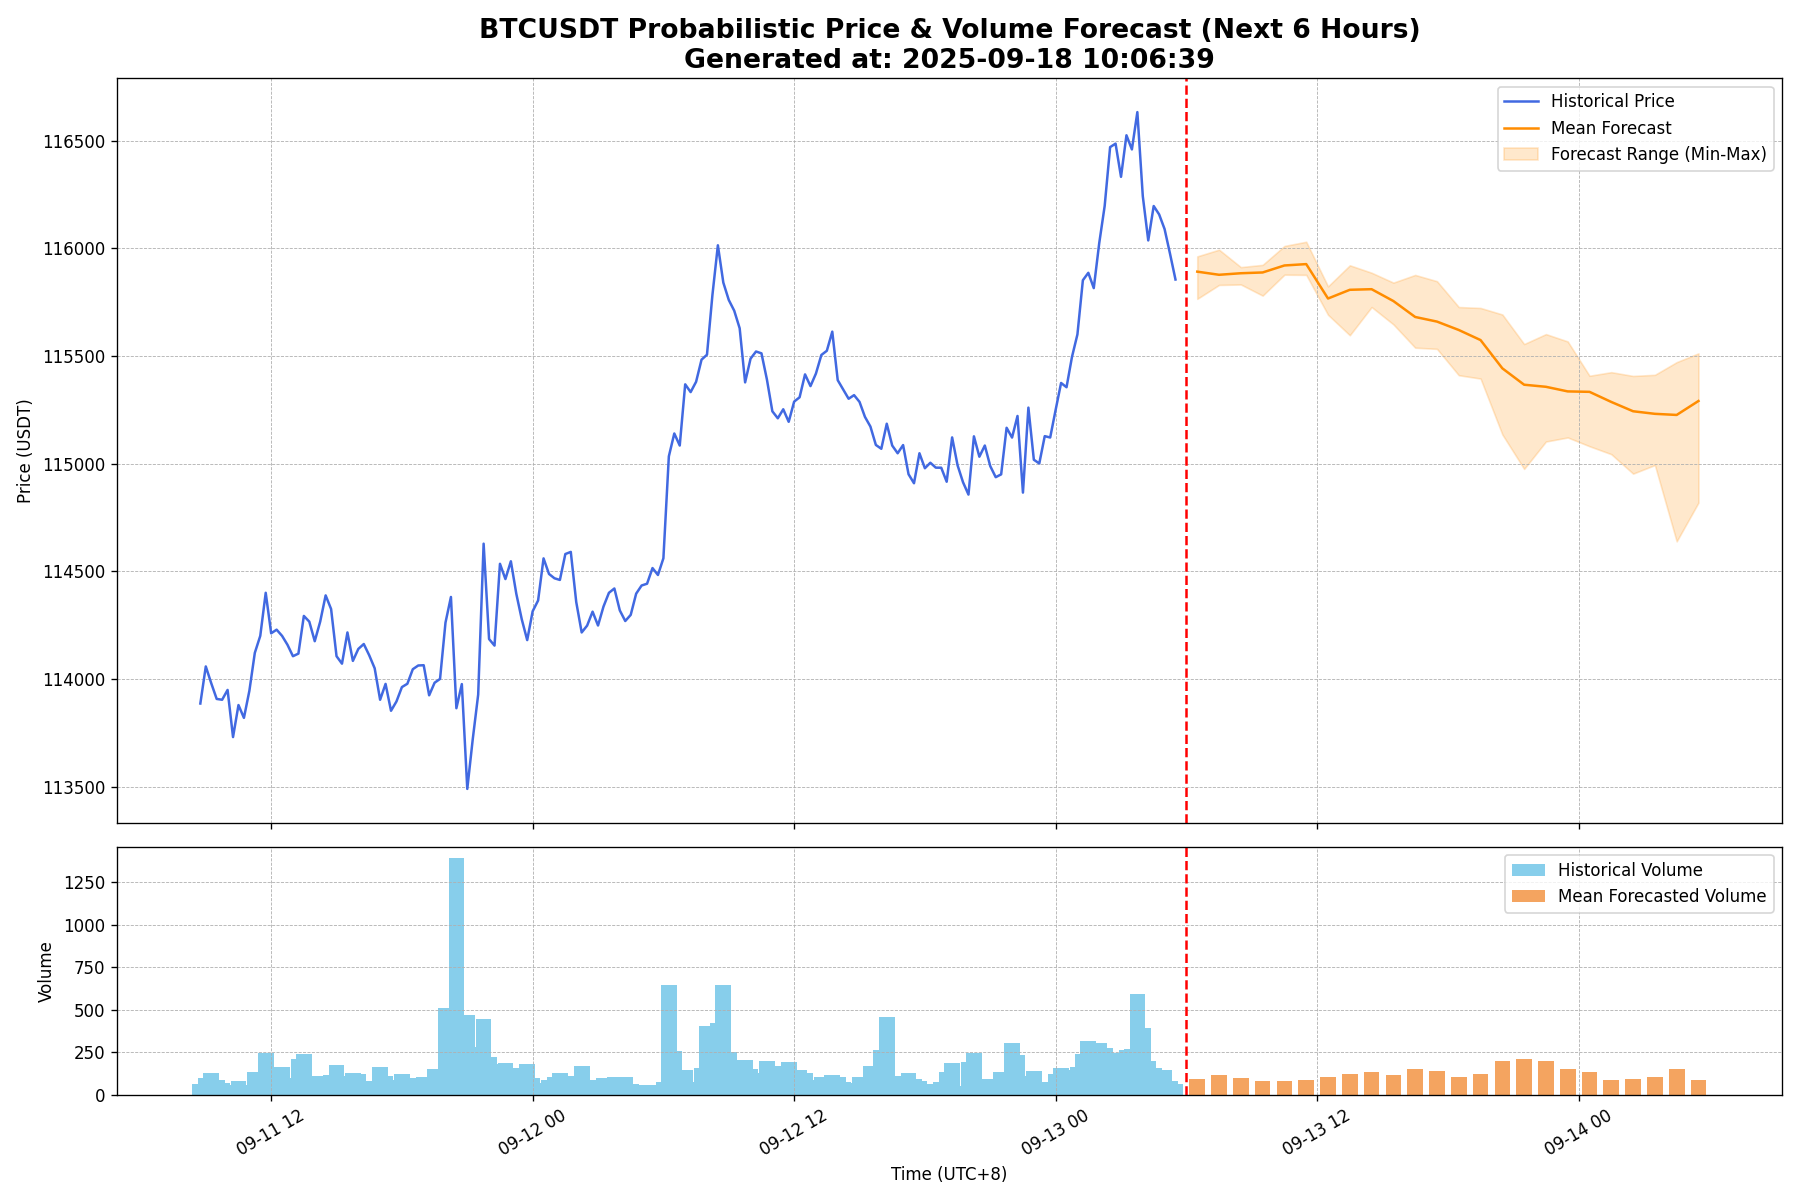 BTCUSDT Probabilistic Price & Volume Forecast (Next 6 Hours)
Generated at: 2025-09-18 10:06:39
Historical Price
Mean Forecast
Forecast Range (Min-Max)
Price (USDT)
116500
116000
115500
115000
114500
114000
113500
Historical Volume
Mean Forecasted Volume
Volume
1250
1000
750
500
250
0
09-11 12
09-12 00
09-12 12
09-13 00
09-13 12
09-14 00
Time (UTC+8)